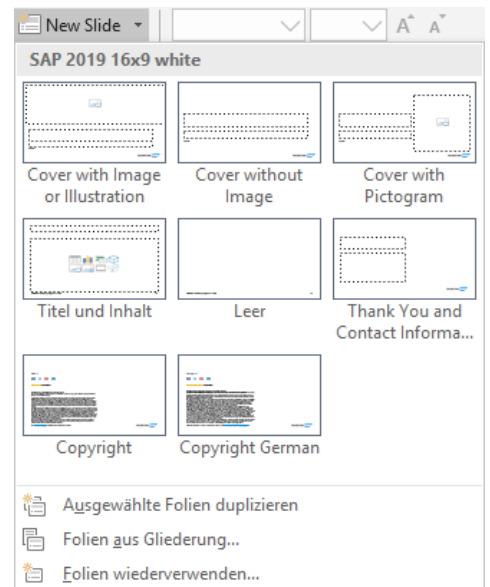 New Slide
A A
SAP 2019 16x9 white
Cover with Image
or Illustration
Cover without
Image
Cover with
Pictogram
Titel und Inhalt
Leer
Thank You and
Contact Informa...
Copyright
Copyright German
Ausgewählte Folien duplizieren
Folien aus Gliederung...
Folien wiederverwenden...